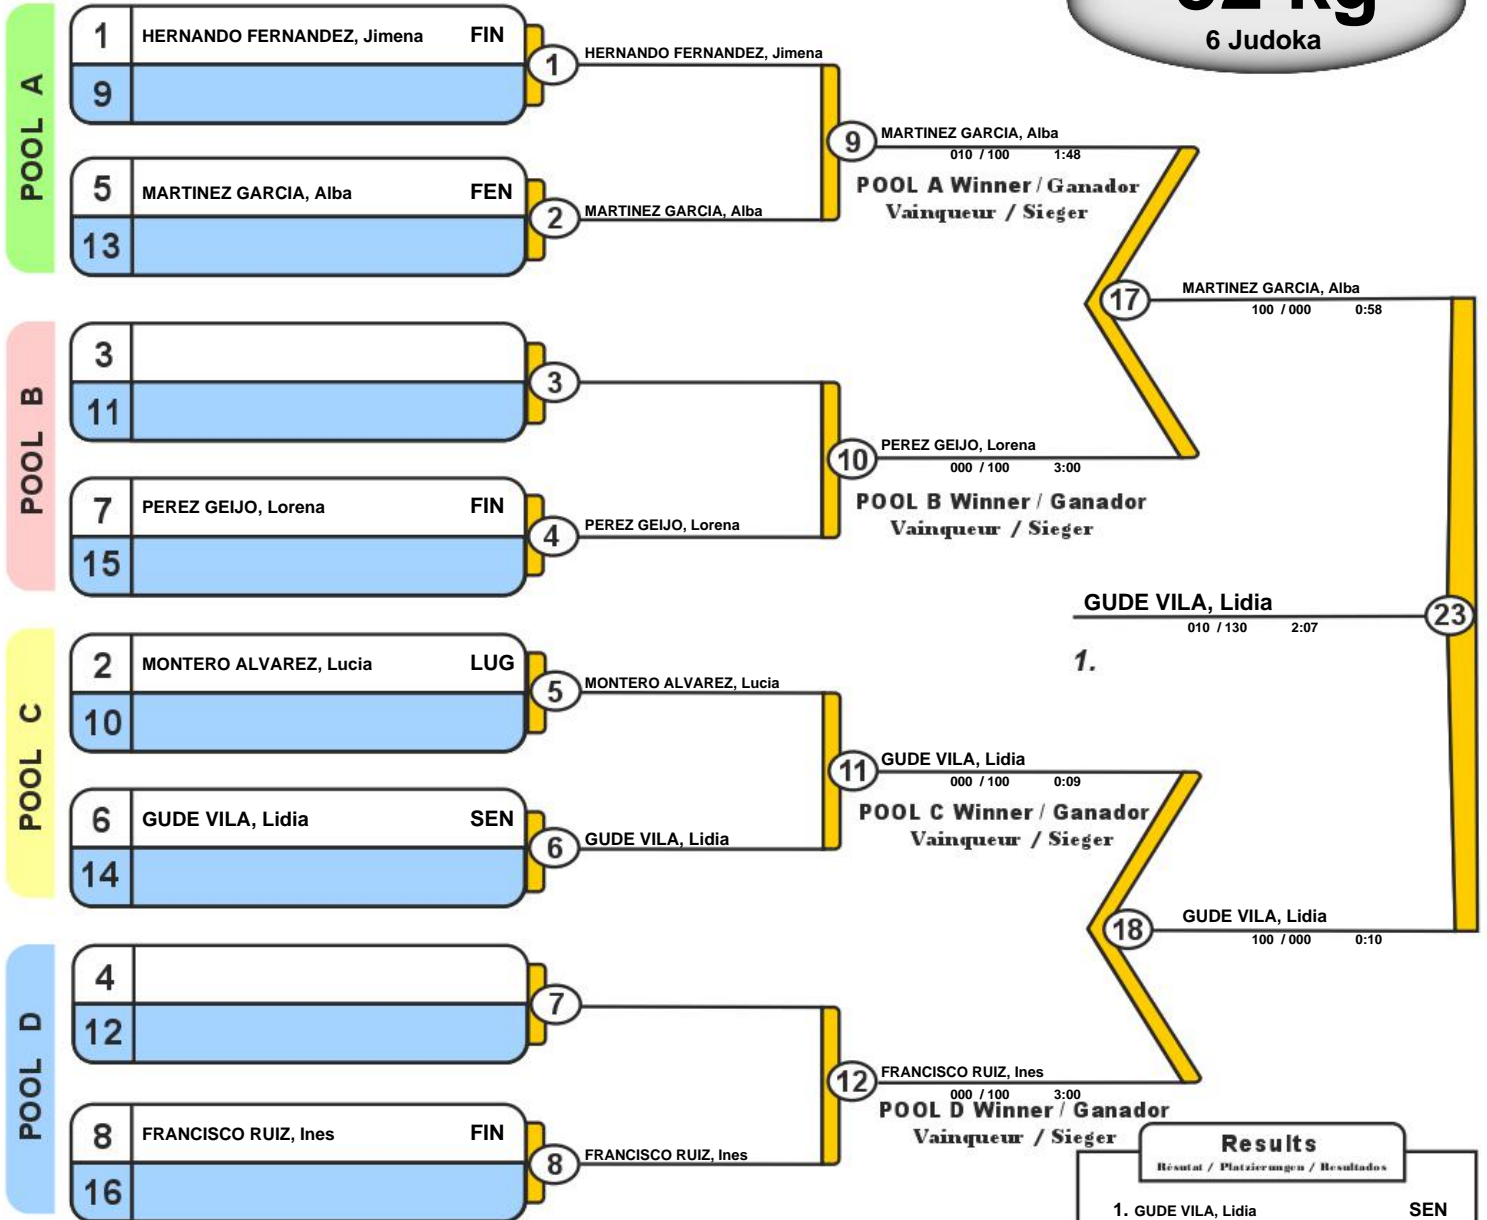 6 Judoka
POOL A
1 HERNANDO FERNANDEZ, Jimena FIN
9
1 HERNANDO FERNANDEZ, Jimena
5 MARTINEZ GARCIA, Alba FEN
13
2 MARTINEZ GARCIA, Alba
9 MARTINEZ GARCIA, Alba
010 / 100 1:48
POOL A Winner / Ganador
Vainqueur / Sieger
POOL B
3
11
3
7 PEREZ GEIJO, Lorena FIN
15
4 PEREZ GEIJO, Lorena
10 PEREZ GEIJO, Lorena
000 / 100 3:00
POOL B Winner / Ganador
Vainqueur / Sieger
17 MARTINEZ GARCIA, Alba
100 / 000 0:58
GUDE VILA, Lidia 23
010 / 130 2:07
1.
POOL C
2 MONTERO ALVAREZ, Lucia LUG
10
5 MONTERO ALVAREZ, Lucia
6 GUDE VILA, Lidia SEN
14
6 GUDE VILA, Lidia
11 GUDE VILA, Lidia
000 / 100 0:09
POOL C Winner / Ganador
Vainqueur / Sieger
18 GUDE VILA, Lidia
100 / 000 0:10
POOL D
4
12
7
8 FRANCISCO RUIZ, Ines FIN
16
8 FRANCISCO RUIZ, Ines
12 FRANCISCO RUIZ, Ines
000 / 100 3:00
POOL D Winner / Ganador
Vainqueur / Sieger
Results
Résutat / Platzierungen / Resultados
1. GUDE VILA, Lidia SEN